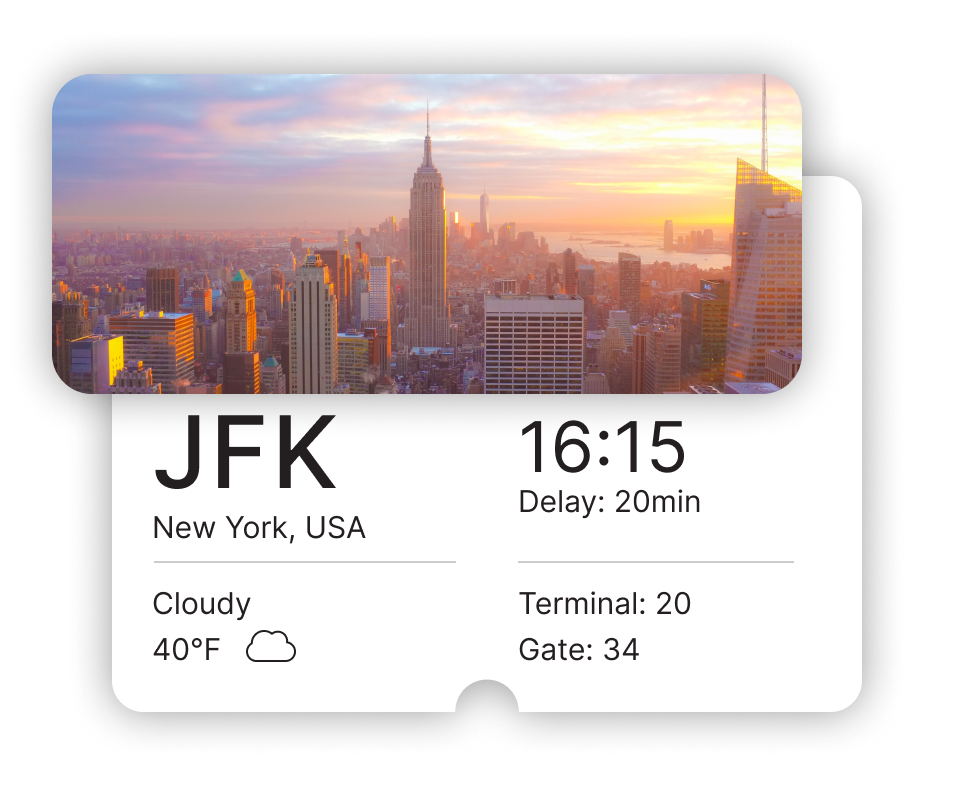 JFK
New York, USA
16:15
Delay: 20min
Cloudy
40°F
Terminal: 20
Gate: 34